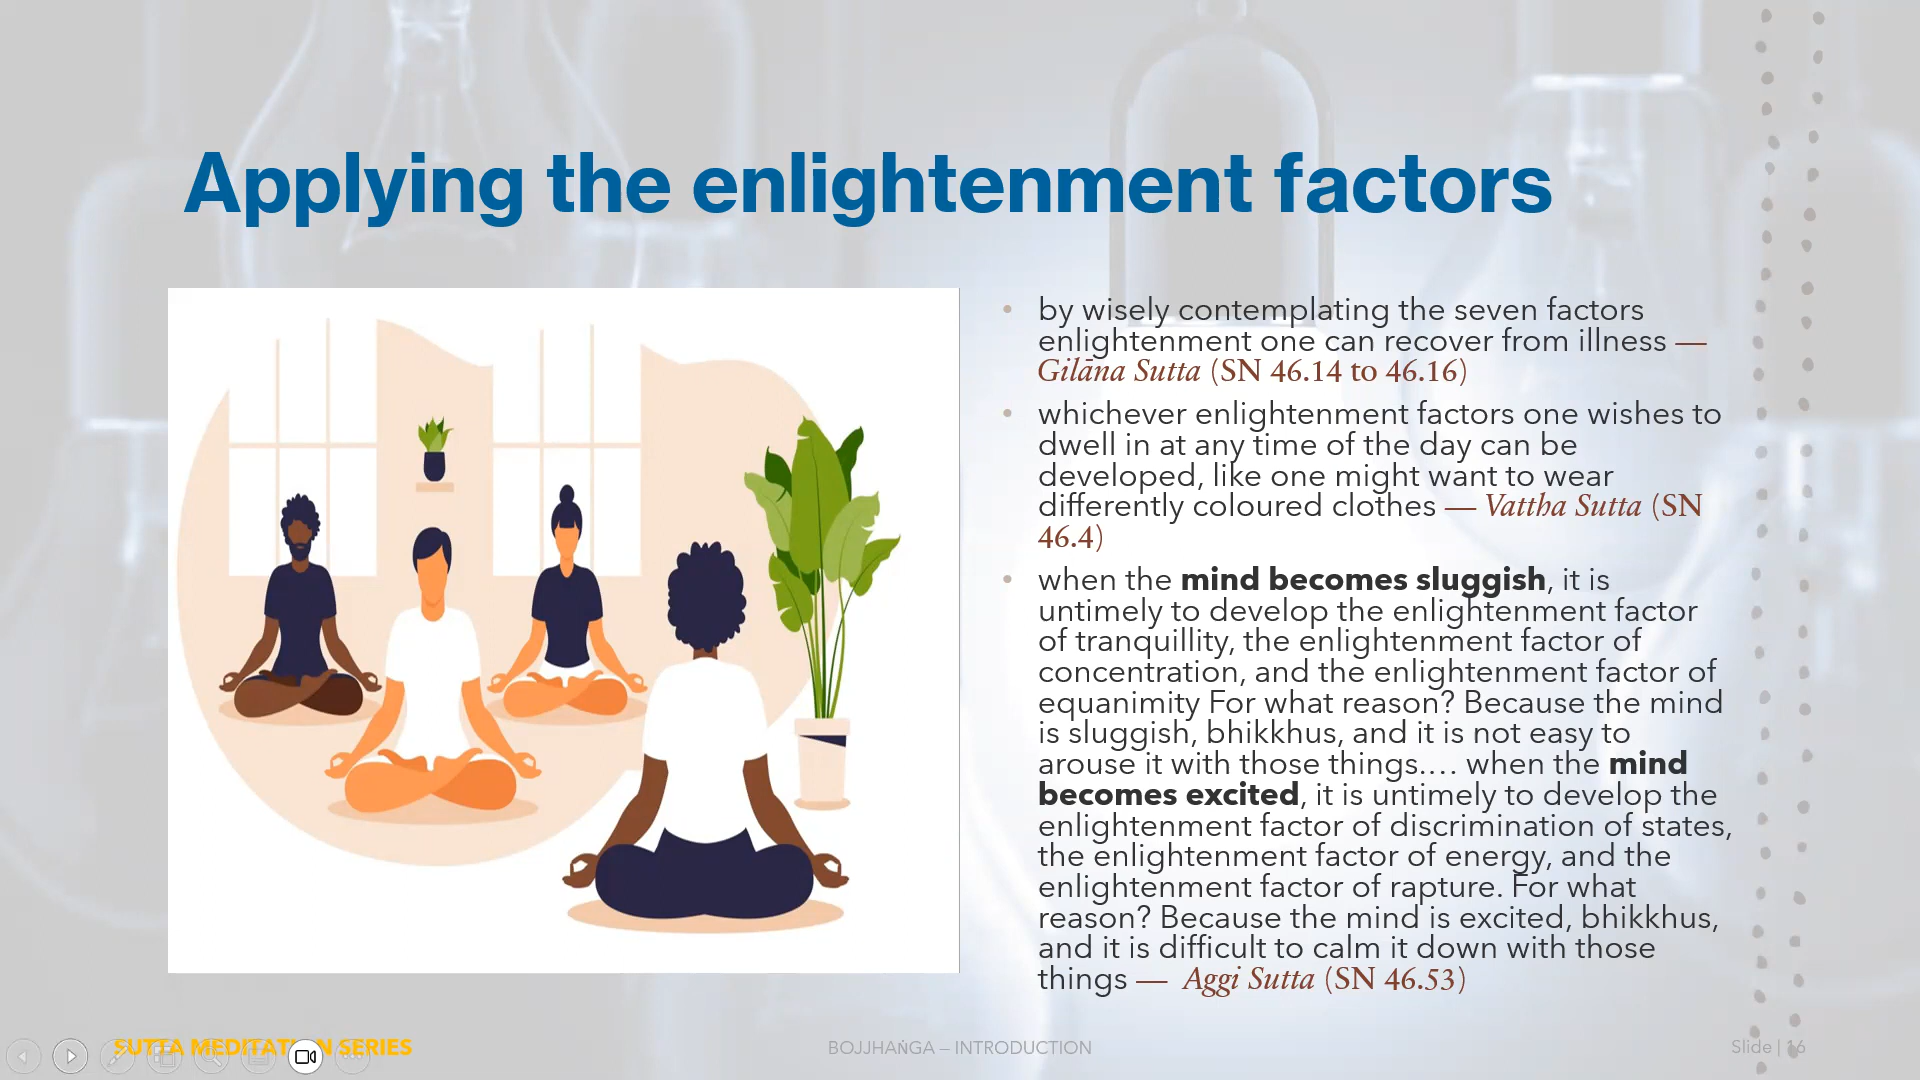 Applying the enlightenment factors
• by wisely contemplating the seven factors
enlightenment one can recover from illness —
Gilāna Sutta (SN 46.14 to 46.16)
• whichever enlightenment factors one wishes to
dwell in at any time of the day can be
developed, like one might want to wear
differently coloured clothes — Vattha Sutta (SN
46.4)
• when the mind becomes sluggish, it is
untimely to develop the enlightenment factor
of tranquillity, the enlightenment factor of
concentration, and the enlightenment factor of
equanimity For what reason? Because the mind
is sluggish, bhikkhus, and it is not easy to
arouse it with those things.… when the mind
becomes excited, it is untimely to develop the
enlightenment factor of discrimination of states,
the enlightenment factor of energy, and the
enlightenment factor of rapture. For what
reason? Because the mind is excited, bhikkhus,
and it is difficult to calm it down with those
things — Aggi Sutta (SN 46.53)
SUTTA MEDITATION SERIES
BOJJHAṄGA – INTRODUCTION
Slide | 16